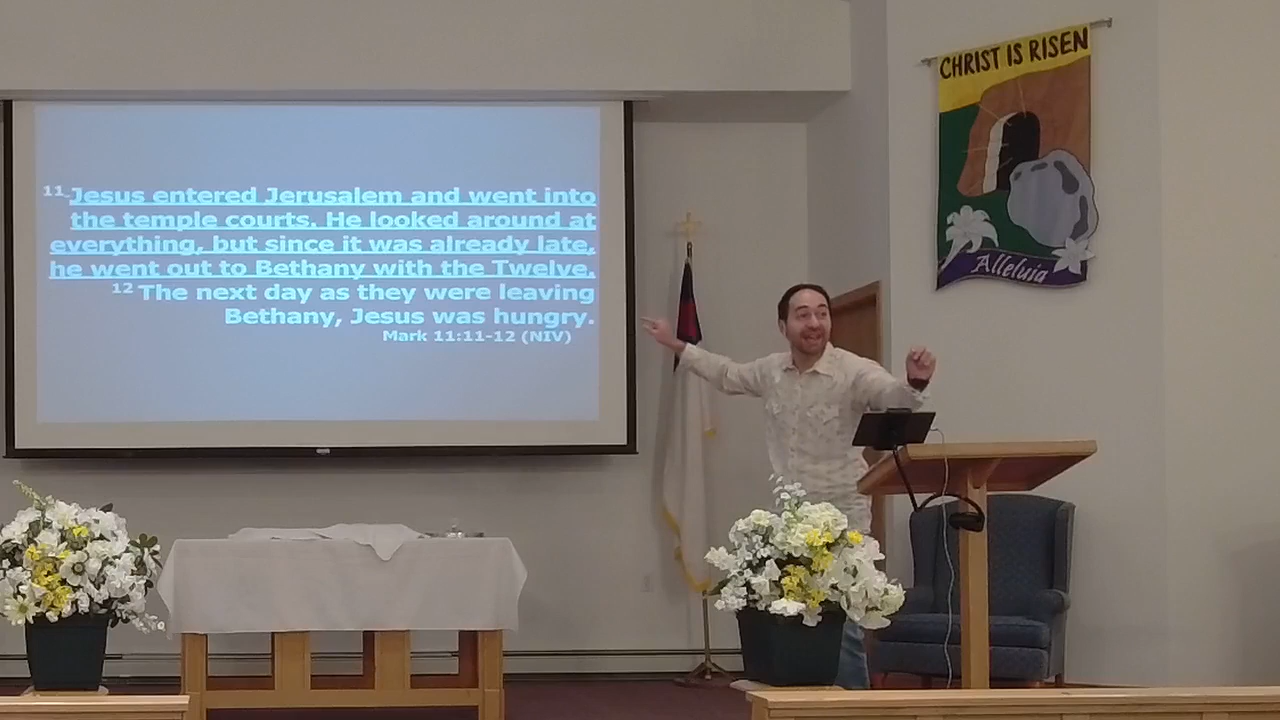 11 Jesus entered Jerusalem and went into
the temple courts. He looked around at
everything, but since it was already late,
he went out to Bethany with the Twelve.
12 The next day as they were leaving
Bethany, Jesus was hungry.
Mark 11:11-12 (NIV)
CHRIST IS RISEN
Alleluia